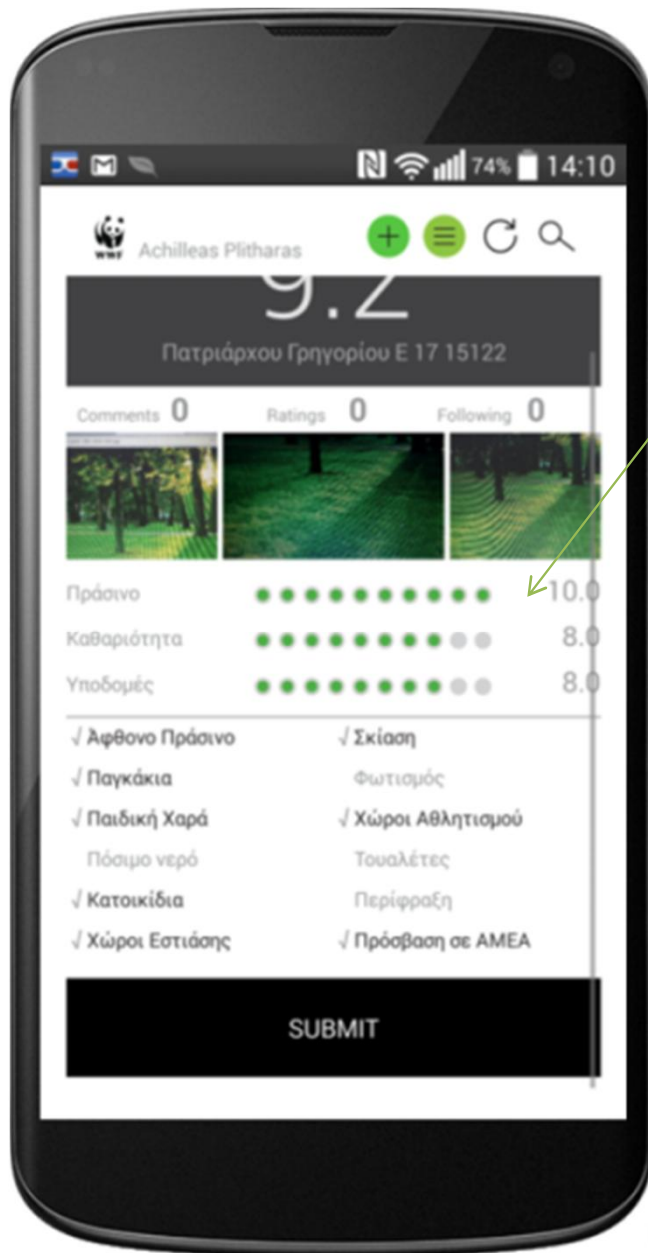 74% 14:10
WWF Achilleas Plitharas
9.2
Πατριάρχου Γρηγορίου Ε 17 15122
Comments 0 Ratings 0 Following 0
Πράσινο 10.0
Καθαριότητα 8.0
Υποδομές 8.0
√ Άφθονο Πράσινο √ Σκίαση
√ Παγκάκια Φωτισμός
√ Παιδική Χαρά √ Χώροι Αθλητισμού
Πόσιμο νερό Τουαλέτες
√ Κατοικίδια Περίφραξη
√ Χώροι Εστιάσης √ Πρόσβαση σε ΑΜΕΑ
SUBMIT